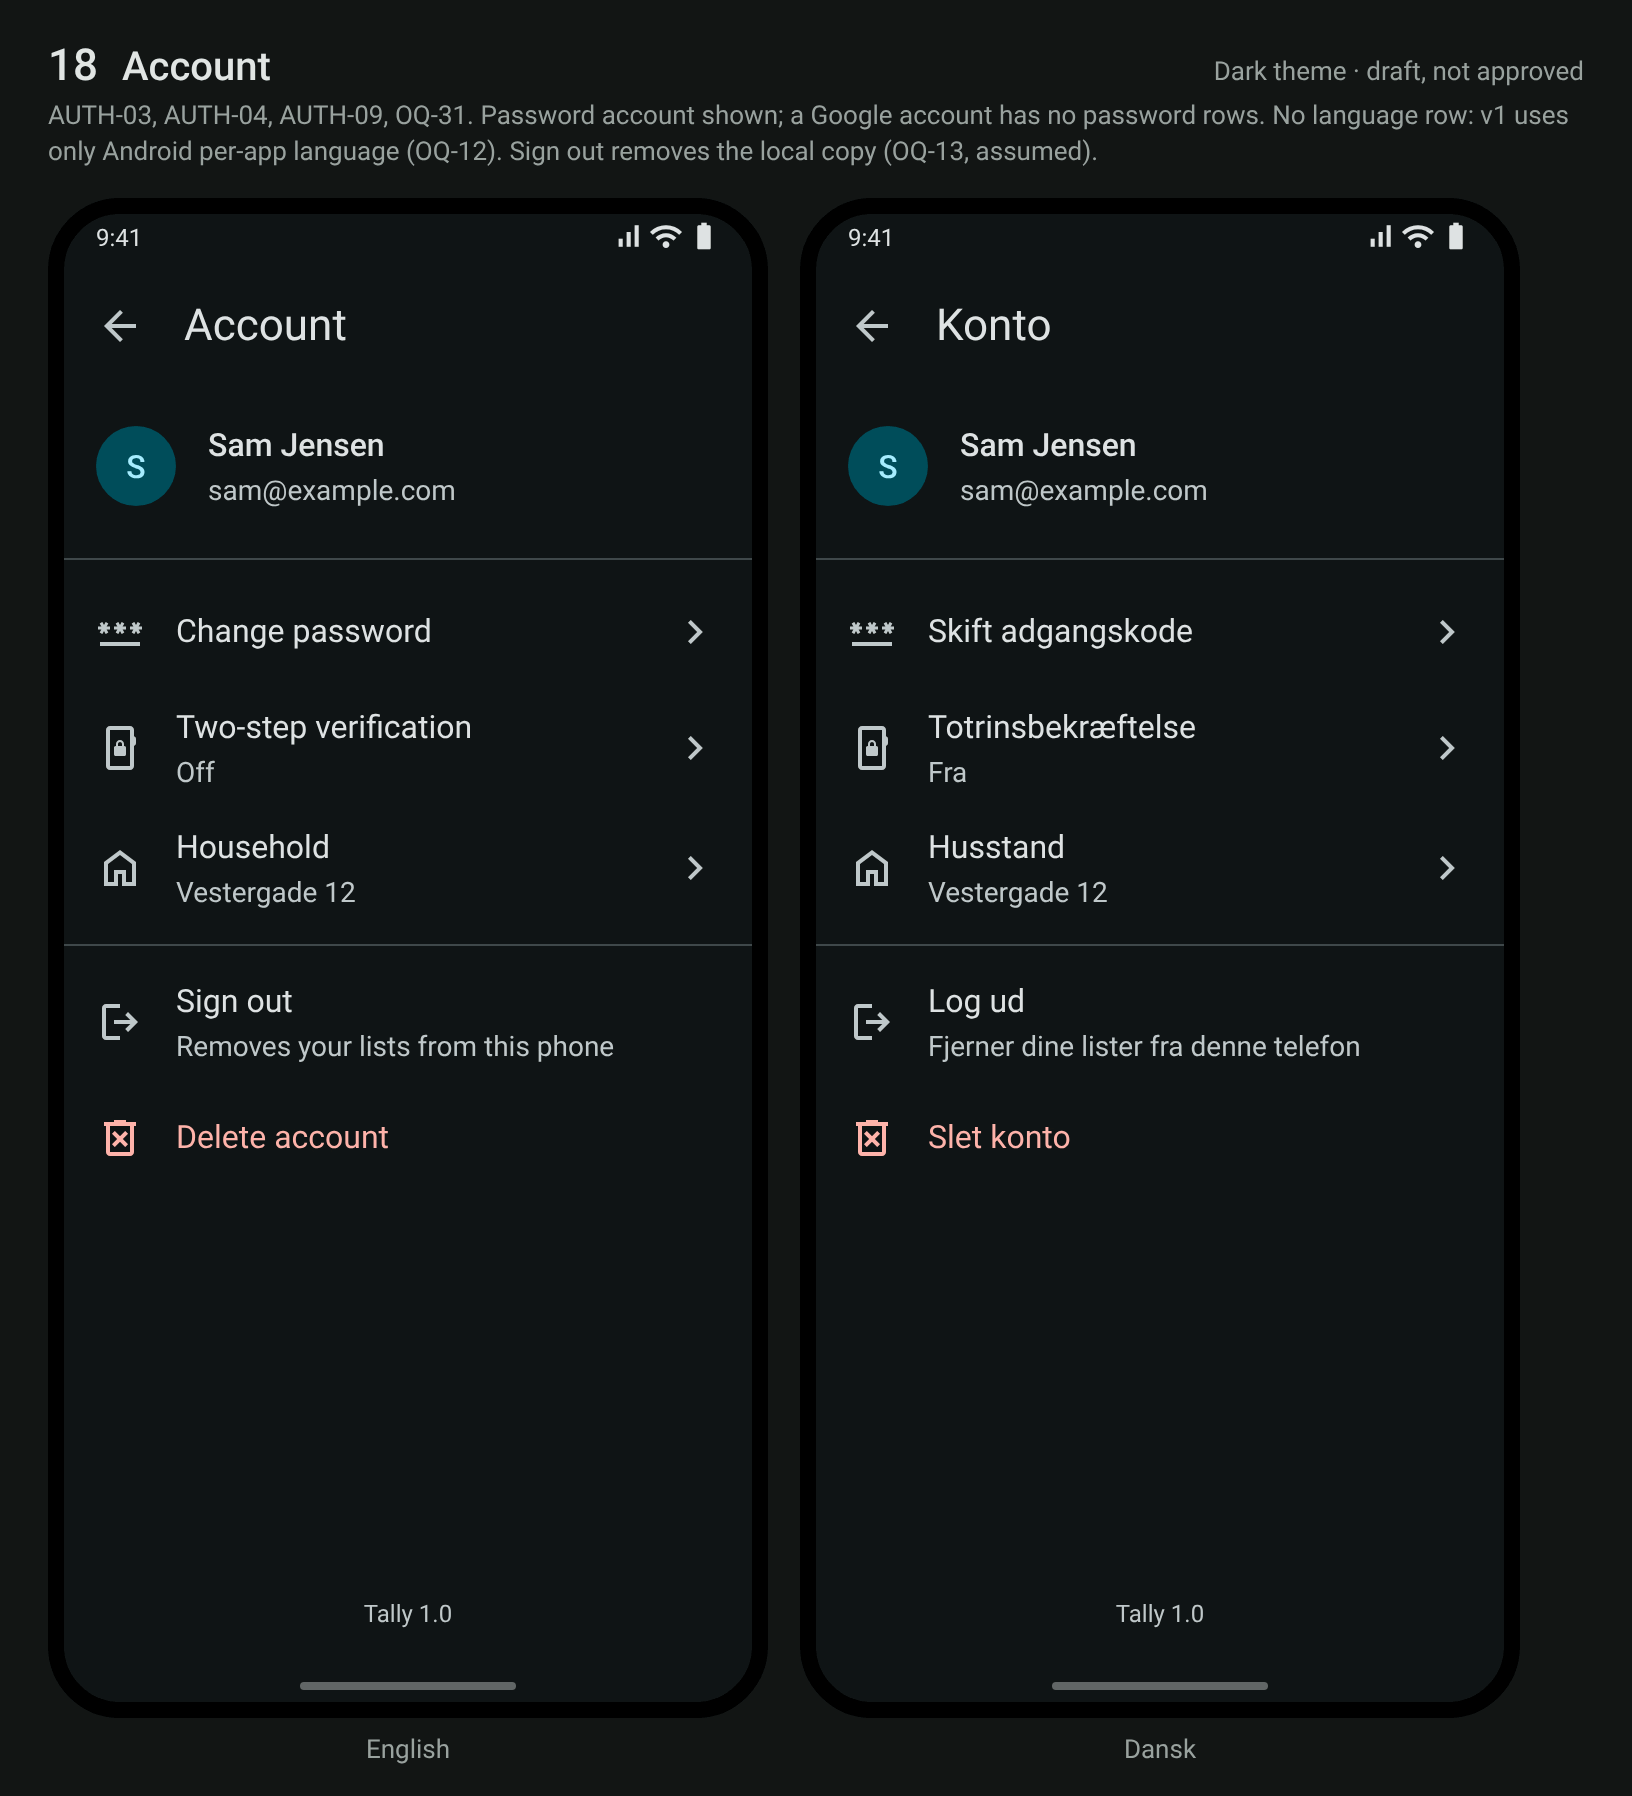 18 Account
Dark theme · draft, not approved
AUTH-03, AUTH-04, AUTH-09, OQ-31. Password account shown; a Google account has no password rows. No language row: v1 uses
only Android per-app language (OQ-12). Sign out removes the local copy (OQ-13, assumed).
9:41
Account
S
Sam Jensen
sam@example.com
Change password
Two-step verification
Off
Household
Vestergade 12
Sign out
Removes your lists from this phone
Delete account
Tally 1.0
English
9:41
Konto
S
Sam Jensen
sam@example.com
Skift adgangskode
Totrinsbekræftelse
Fra
Husstand
Vestergade 12
Log ud
Fjerner dine lister fra denne telefon
Slet konto
Tally 1.0
Dansk